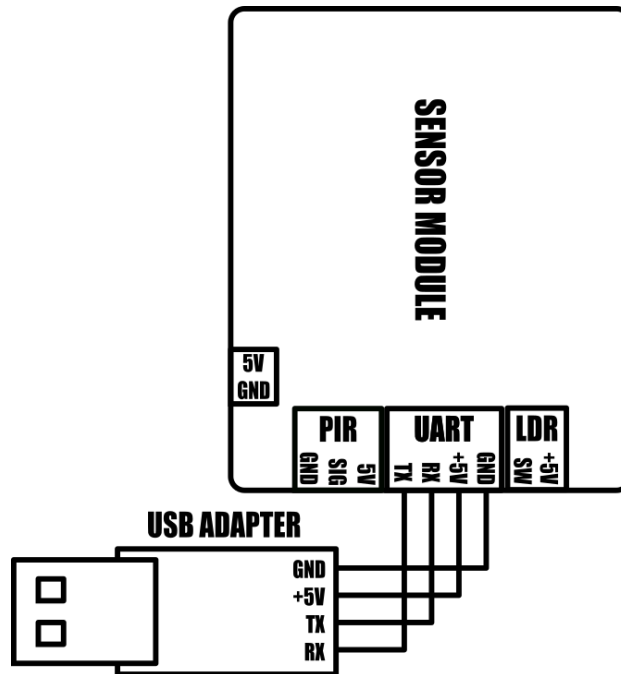 SENSOR MODULE
5V
GND
PIR
GND
SIG
5V
UART
TX
RX
+5V
GND
LDR
SW
+5V
USB ADAPTER
GND
+5V
TX
RX